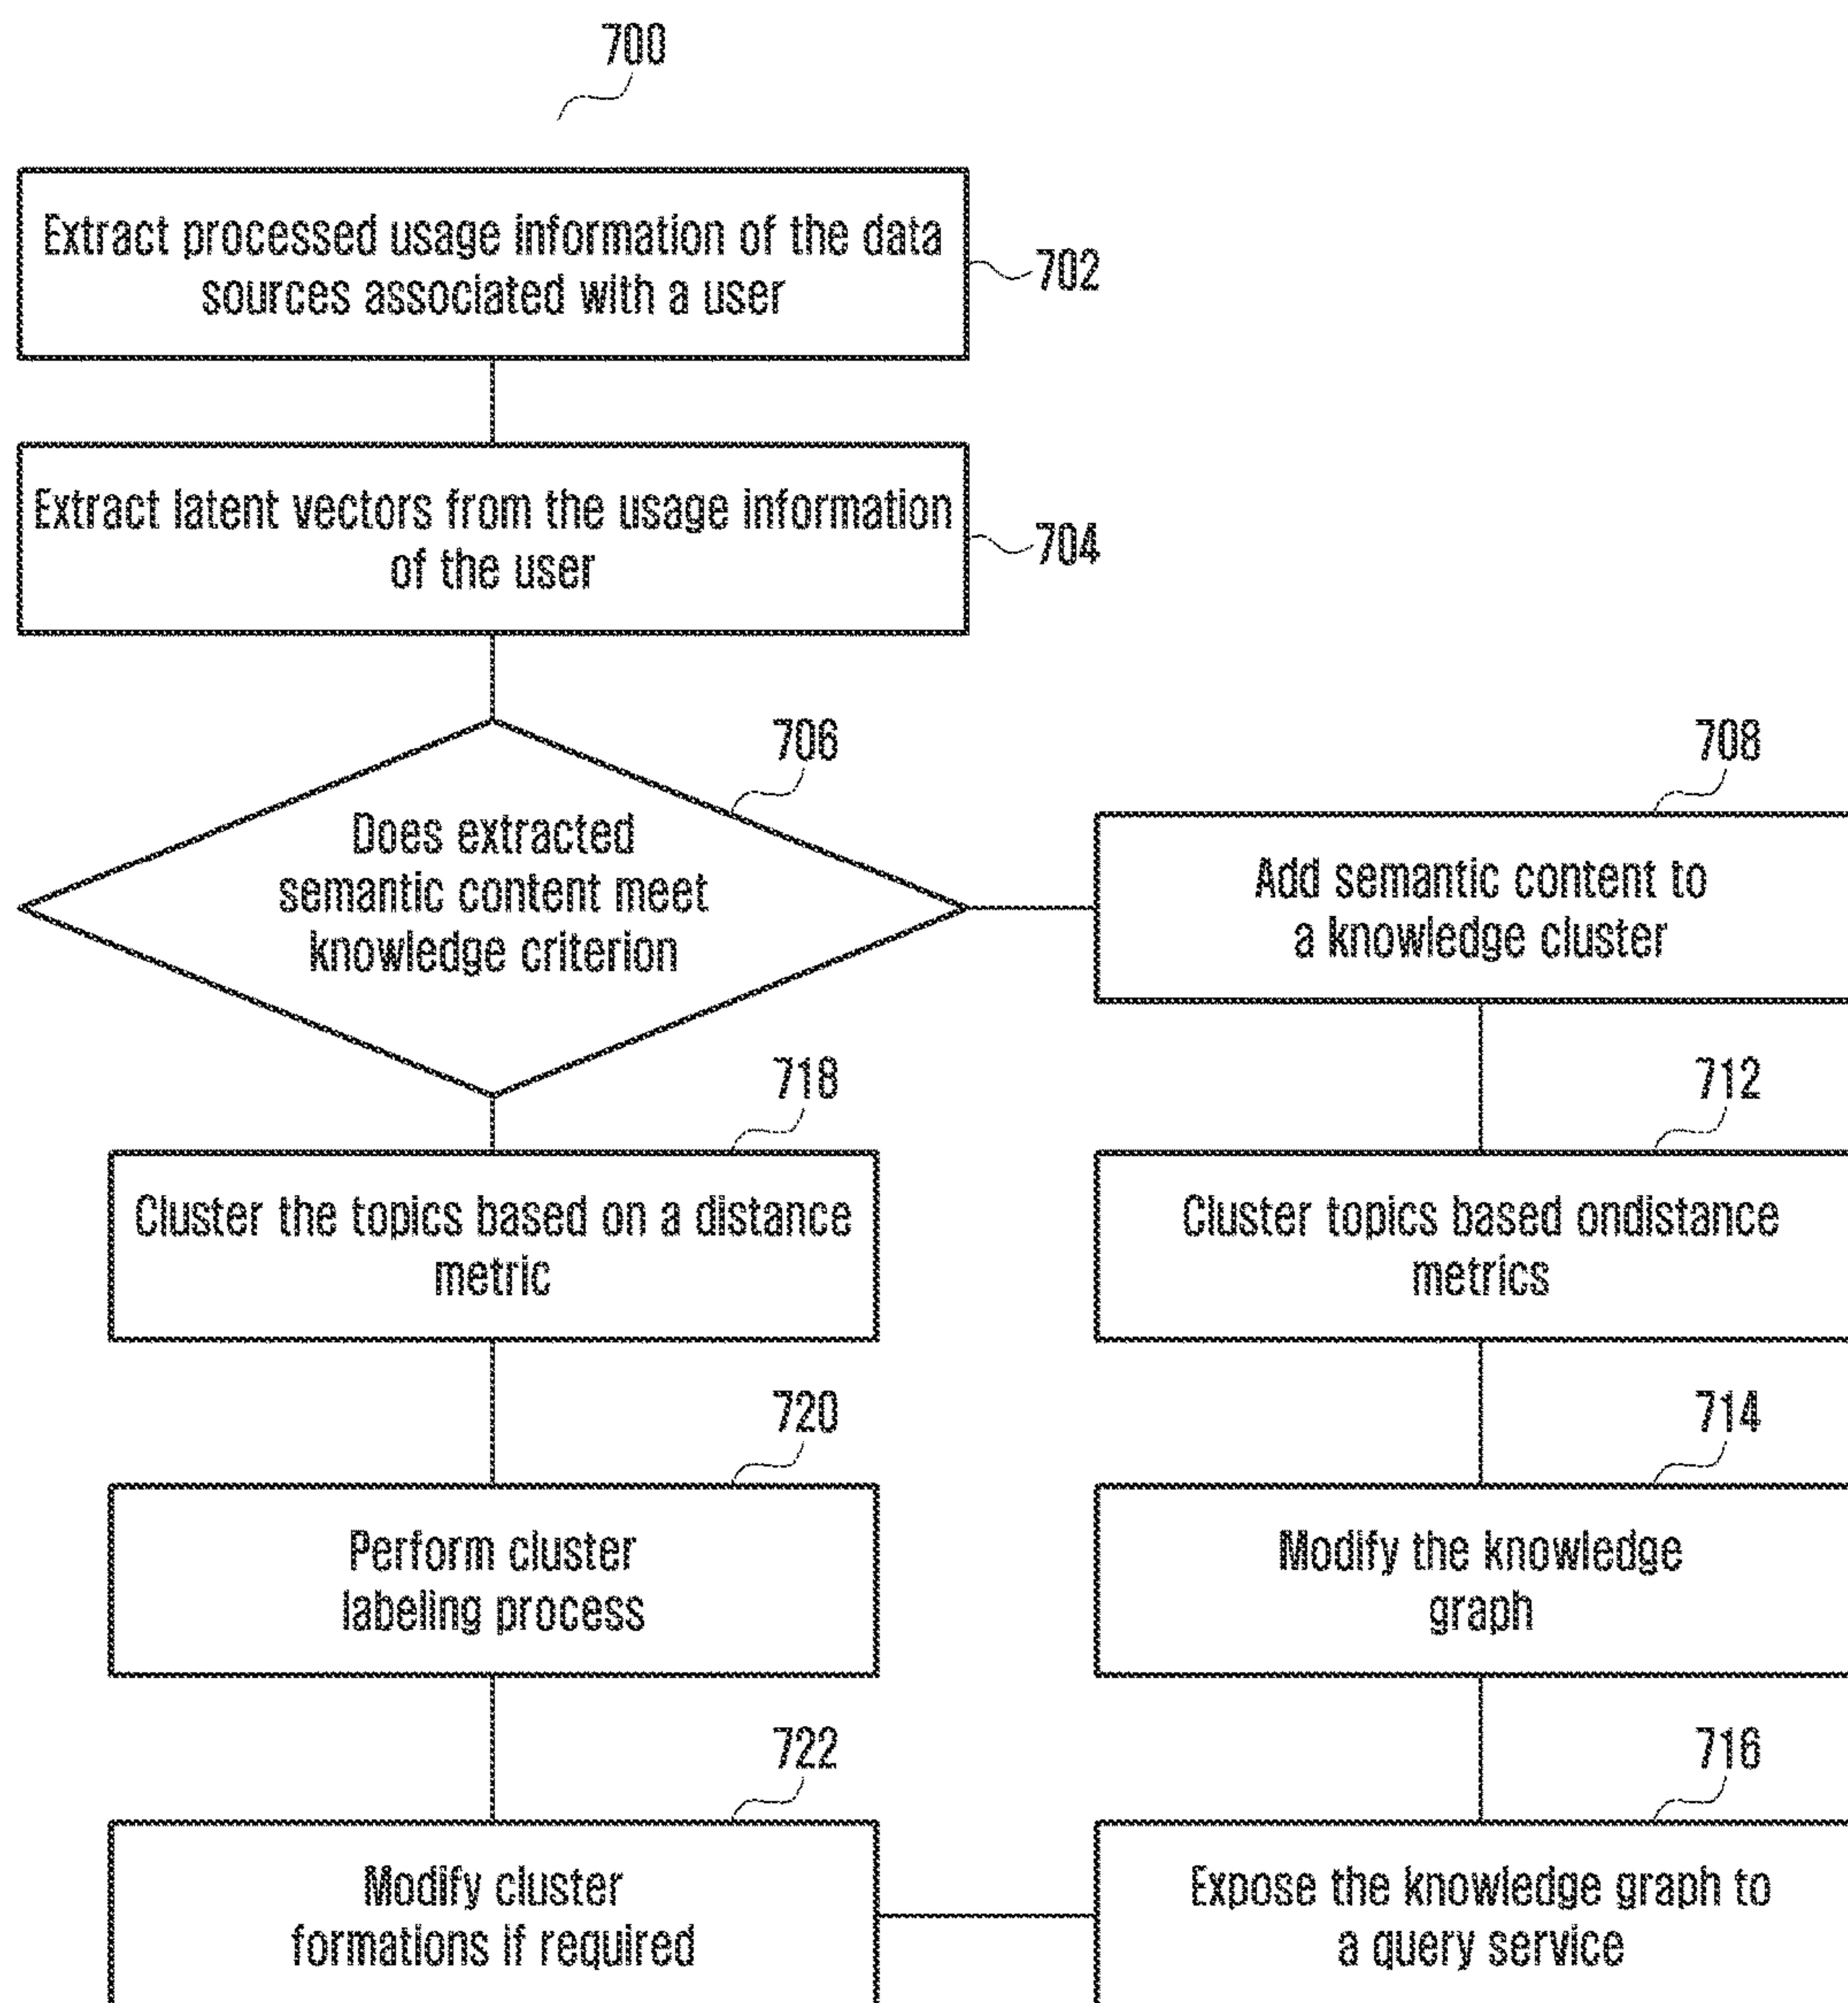 700
Extract processed usage information of the data
sources associated with a user
702
Extract latent vectors from the usage information
of the user
704
706
Does extracted
semantic content meet
knowledge criterion
708
Add semantic content to
a knowledge cluster
718
Cluster the topics based on a distance
metric
712
Cluster topics based ondistance
metrics
720
Perform cluster
labeling process
714
Modify the knowledge
graph
722
Modify cluster
formations if required
716
Expose the knowledge graph to
a query service